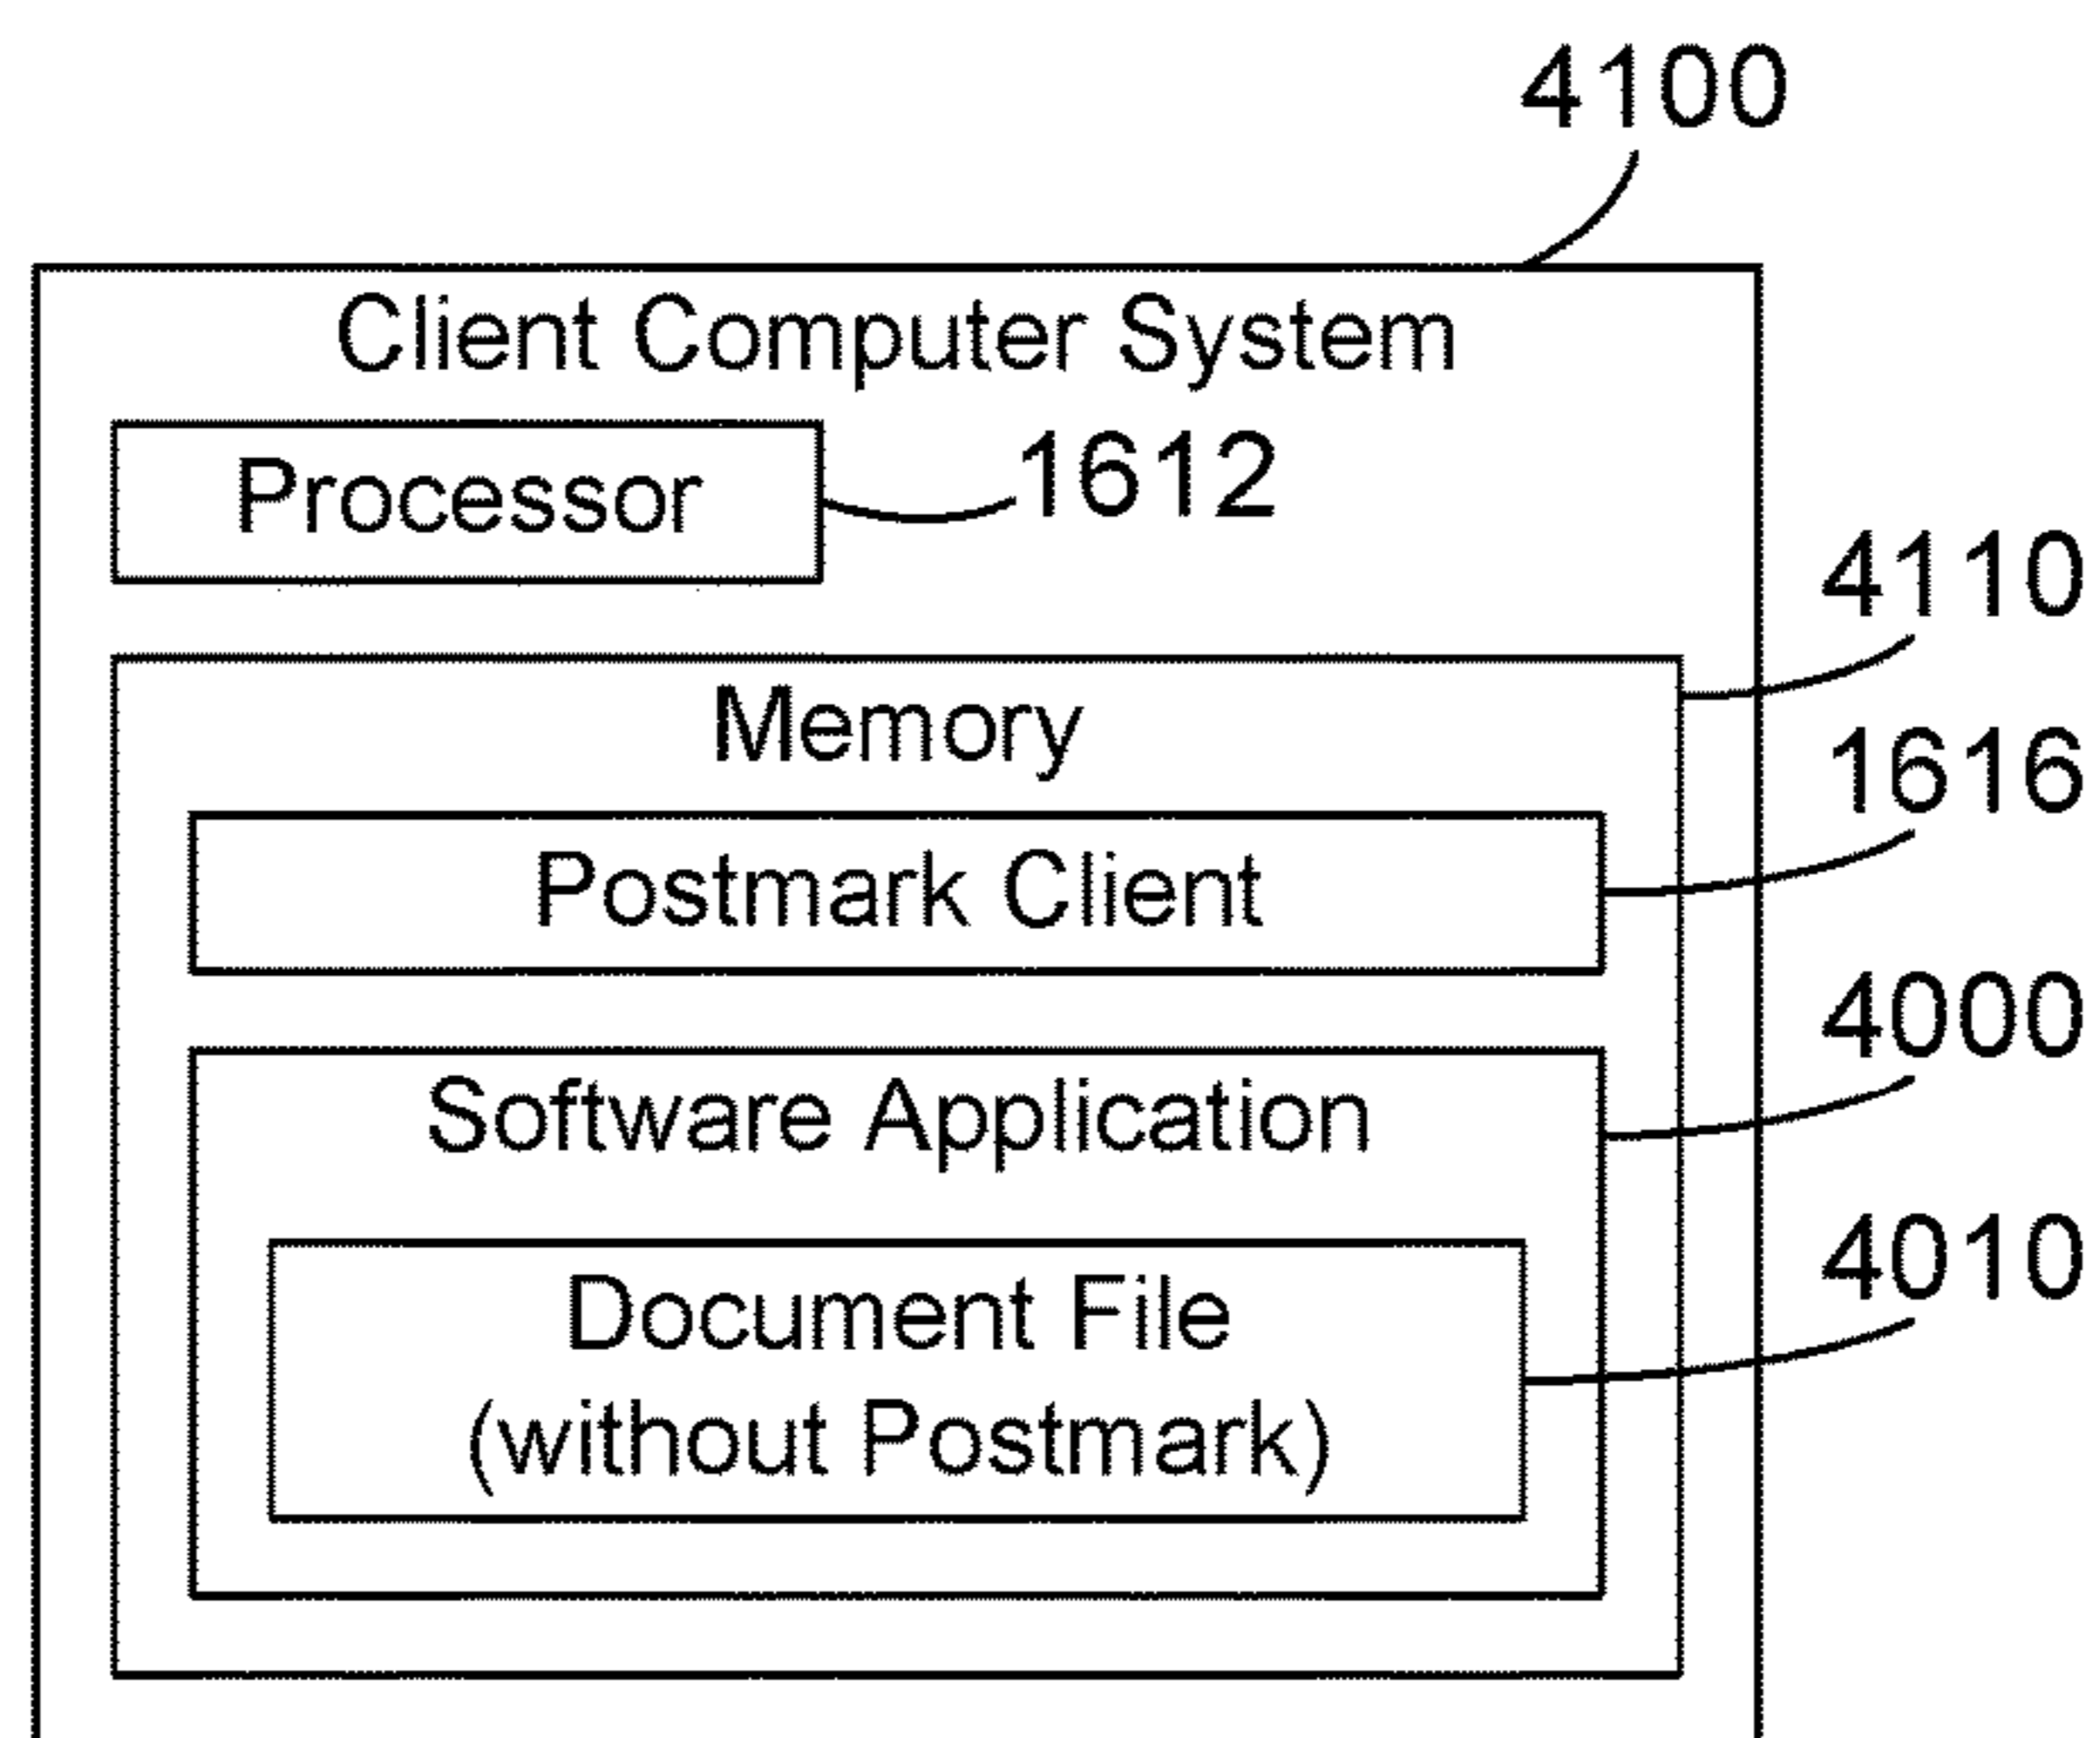 4100
Client Computer System
Processor 1612
4110
Memory
1616
Postmark Client
4000
Software Application
4010
Document File
(without Postmark)